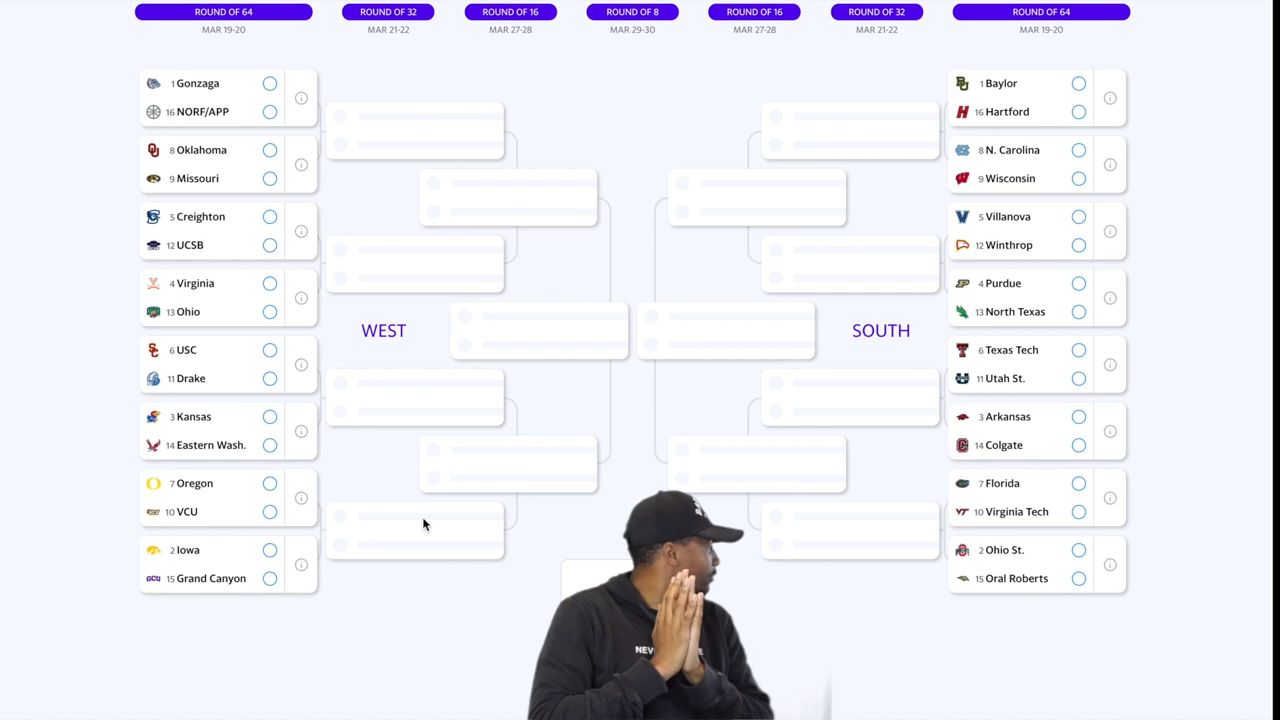 ROUND OF 64
ROUND OF 32
ROUND OF 16
ROUND OF 8
ROUND OF 16
ROUND OF 32
ROUND OF 64
MAR 19-20
MAR 21-22
MAR 27-28
MAR 29-30
MAR 27-28
MAR 21-22
MAR 19-20
1 Gonzaga
16 NORF/APP
8 Oklahoma
9 Missouri
5 Creighton
12 UCSB
4 Virginia
13 Ohio
6 USC
11 Drake
3 Kansas
14 Eastern Wash.
7 Oregon
10 VCU
2 Iowa
GCU 15 Grand Canyon
WEST
SOUTH
1 Baylor
16 Hartford
8 N. Carolina
9 Wisconsin
5 Villanova
12 Winthrop
4 Purdue
13 North Texas
6 Texas Tech
11 Utah St.
3 Arkansas
14 Colgate
7 Florida
10 Virginia Tech
2 Ohio St.
15 Oral Roberts